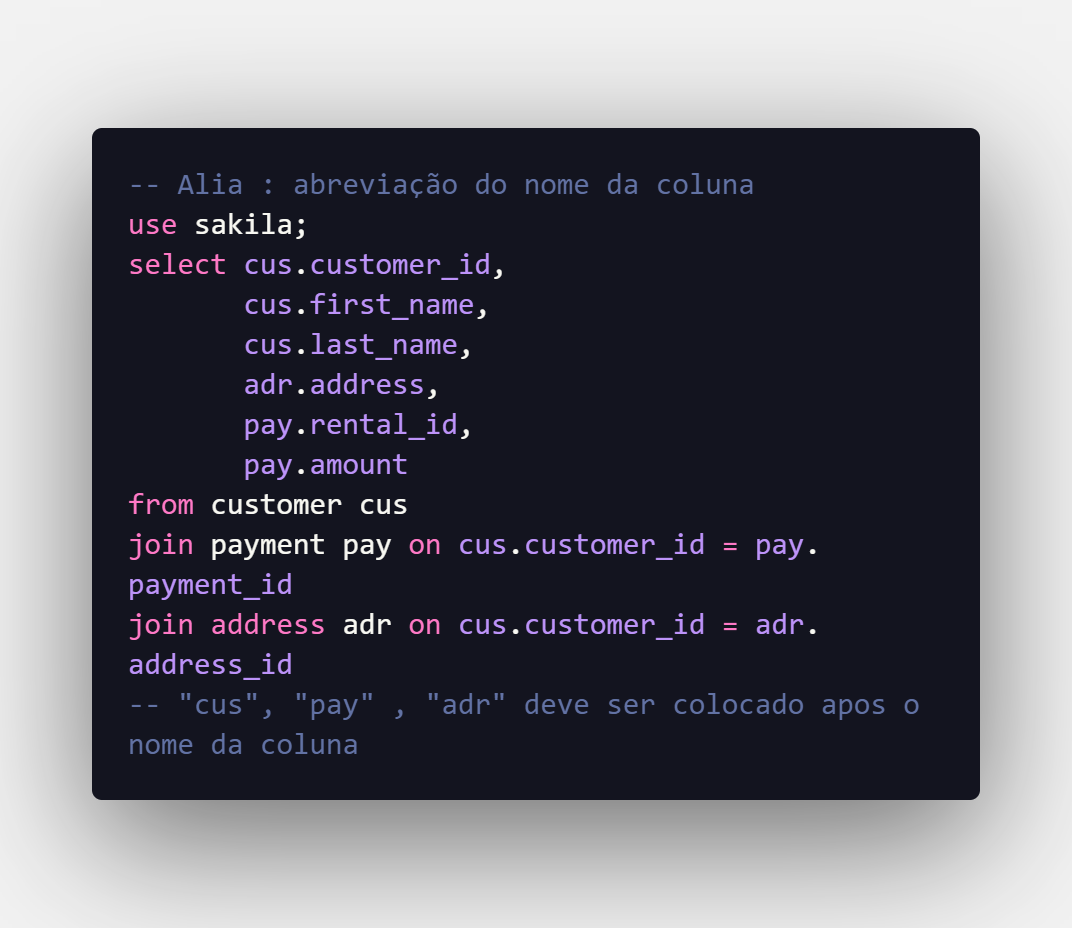 -- Alia : abreviação do nome da coluna
use sakila;
select cus.customer_id,
       cus.first_name,
       cus.last_name,
       adr.address,
       pay.rental_id,
       pay.amount
from customer cus
join payment pay on cus.customer_id = pay.
payment_id
join address adr on cus.customer_id = adr.
address_id
-- "cus", "pay" , "adr" deve ser colocado apos o
nome da coluna